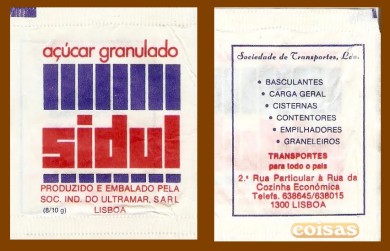 açúcar granulado
sidul
PRODUZIDO E EMBALADO PELA
SOC. IND. DO ULTRAMAR, SARL
(8/10 g) LISBOA
Sociedade de Transportes, Lda.
• BASCULANTES
• CARGA GERAL
• CISTERNAS
• CONTENTORES
• EMPILHADORES
• GRANELEIROS
TRANSPORTES
para todo o país
2.ª Rua Particular à Rua da
Cozinha Económica
Telefs. 638645/638015
1300 LISBOA
coisas